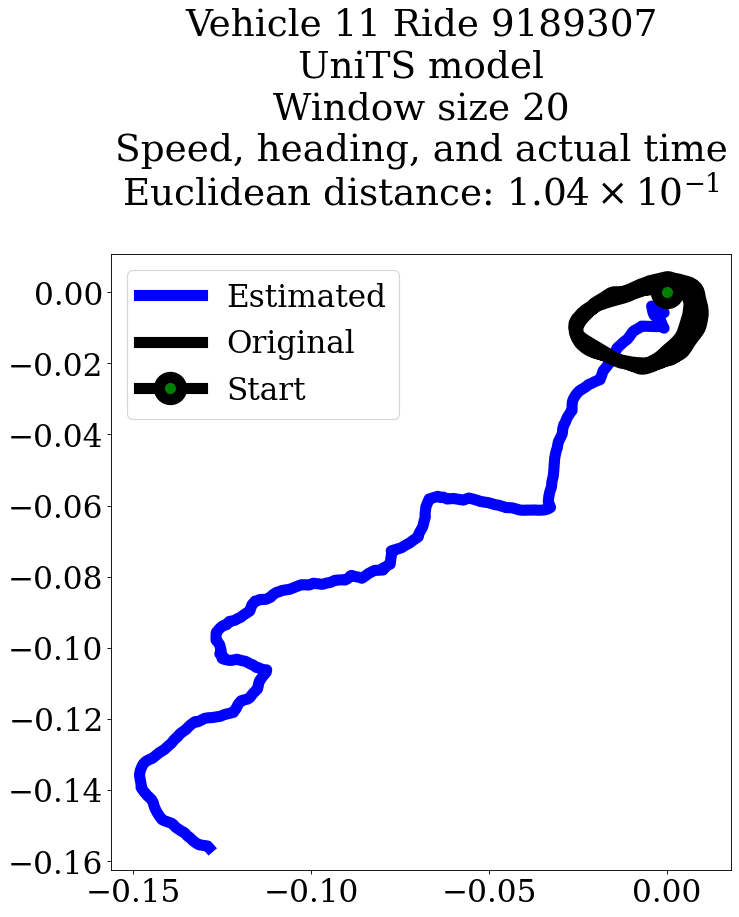 Vehicle 11 Ride 9189307
UniTS model
Window size 20
Speed, heading, and actual time
Euclidean distance: 1.04 × 10⁻¹
Estimated
Original
Start
0.00
−0.02
−0.04
−0.06
−0.08
−0.10
−0.12
−0.14
−0.16
−0.15 −0.10 −0.05 0.00